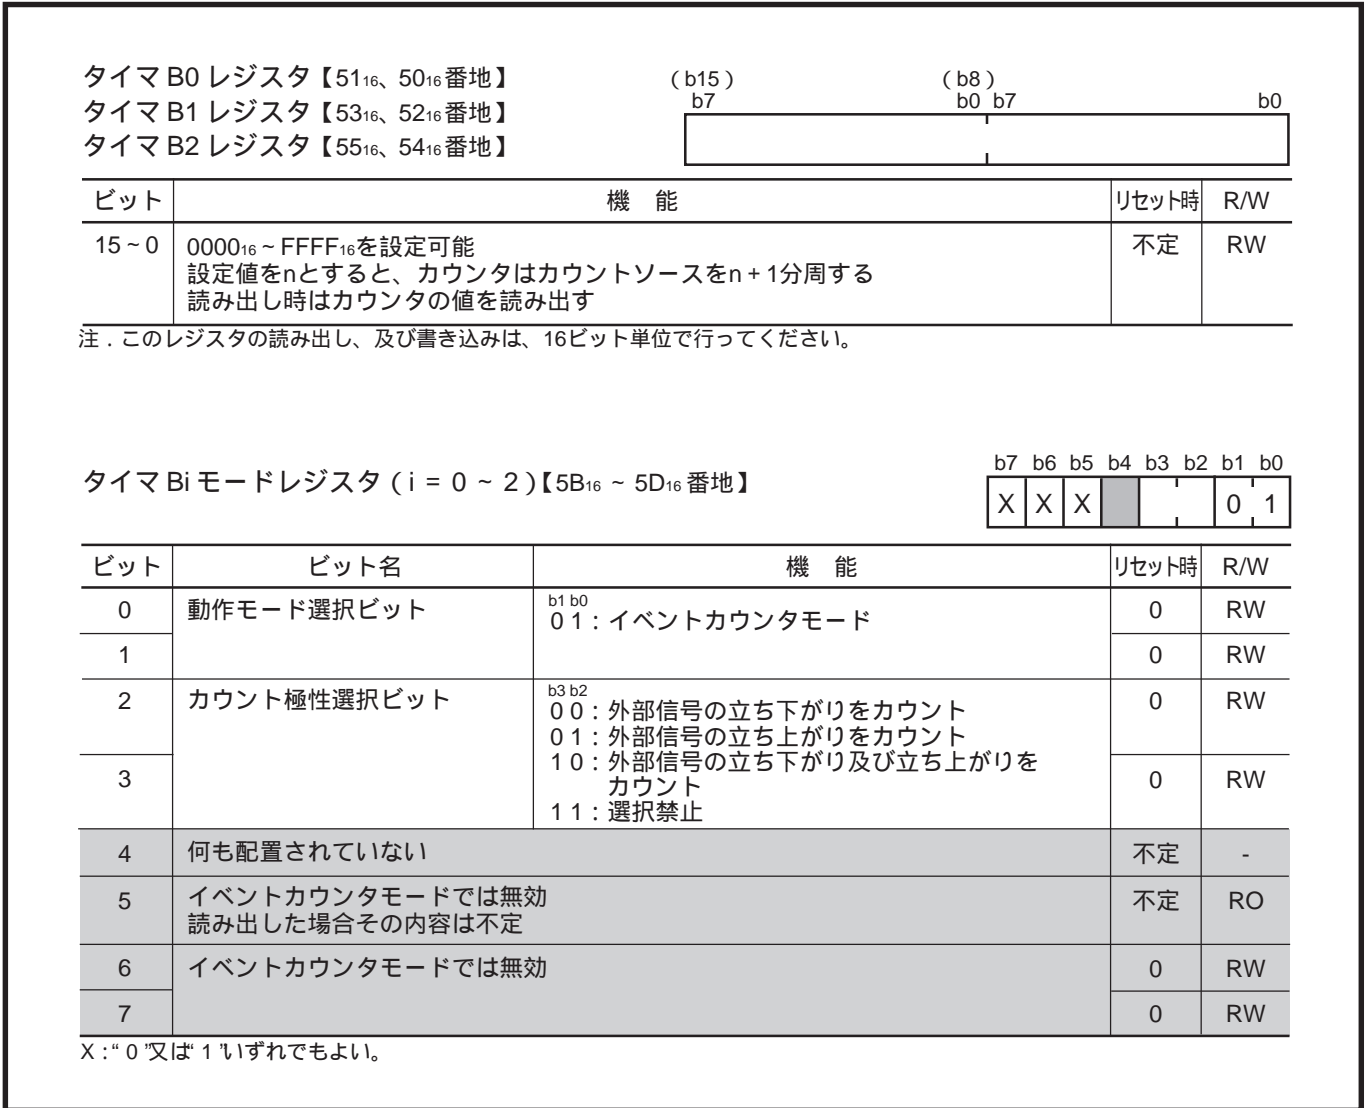 タイマ B0 レジスタ【5116、5016番地】
タイマ B1 レジスタ【5316、5216番地】
タイマ B2 レジスタ【5516、5416番地】
(b15) (b8)
b7 b0 b7 b0
ビット 機 能 リセット時 R/W
15~0 000016~FFFF16を設定可能 不定 RW
設定値をnとすると、カウンタはカウントソースをn+1分周する
読み出し時はカウンタの値を読み出す
注.このレジスタの読み出し、及び書き込みは、16ビット単位で行ってください。
タイマ Bi モードレジスタ(i = 0 ~ 2)【5B16 ~ 5D16 番地】
b7 b6 b5 b4 b3 b2 b1 b0
X X X 0 1
ビット ビット名 機 能 リセット時 R/W
0 動作モード選択ビット b1 b0 0 RW
0 1:イベントカウンタモード
1 0 RW
2 カウント極性選択ビット b3 b2 0 RW
0 0:外部信号の立ち下がりをカウント
0 1:外部信号の立ち上がりをカウント
1 0:外部信号の立ち下がり及び立ち上がりを
3 カウント 0 RW
1 1:選択禁止
4 何も配置されていない 不定 -
5 イベントカウンタモードでは無効 不定 RO
読み出した場合その内容は不定
6 イベントカウンタモードでは無効 0 RW
7 0 RW
X:“0”又は“1”いずれでもよい。